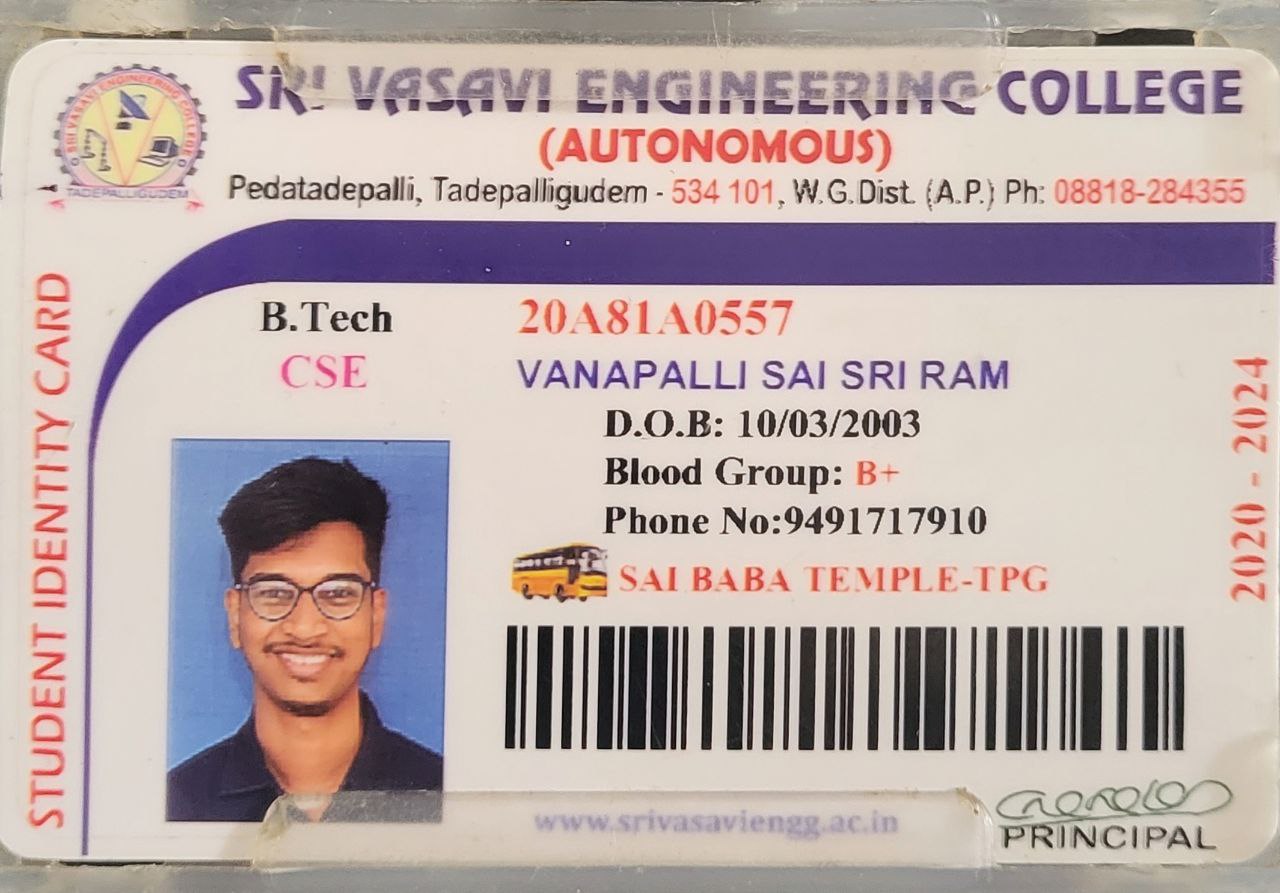 SRI VASAVI ENGINEERING COLLEGE
(AUTONOMOUS)
Pedatadepalli, Tadepalligudem - 534 101, W.G.Dist. (A.P.) Ph: 08818-284355
SRI VASAVI ENGINEERING COLLEGE
TADEPALLIGUDEM
STUDENT IDENTITY CARD
B.Tech
CSE
20A81A0557
VANAPALLI SAI SRI RAM
D.O.B: 10/03/2003
Blood Group: B+
Phone No:9491717910
SAI BABA TEMPLE-TPG
2020 - 2024
www.srivasaviengg.ac.in
PRINCIPAL